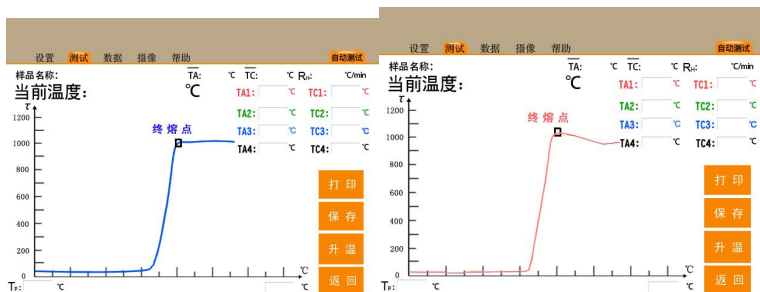 设置 测试 数据 摄像 帮助 自动测试
样品名称: TA: ℃ TC: ℃ RH: ℃/min
当前温度: ℃
TA1: ℃ TC1: ℃
TA2: ℃ TC2: ℃
TA3: ℃ TC3: ℃
TA4: ℃ TC4: ℃
τ
1200
1000
800
600
400
200
0
终熔点
℃
TP: ℃ ℃
打印
保存
升温
返回
设置 测试 数据 摄像 帮助 自动测试
样品名称: TA: ℃ TC: ℃ RH: ℃/min
当前温度: ℃
TA1: ℃ TC1: ℃
TA2: ℃ TC2: ℃
TA3: ℃ TC3: ℃
TA4: ℃ TC4: ℃
τ
1200
1000
800
600
400
200
0
终熔点
℃
TP: ℃ ℃
打印
保存
升温
返回